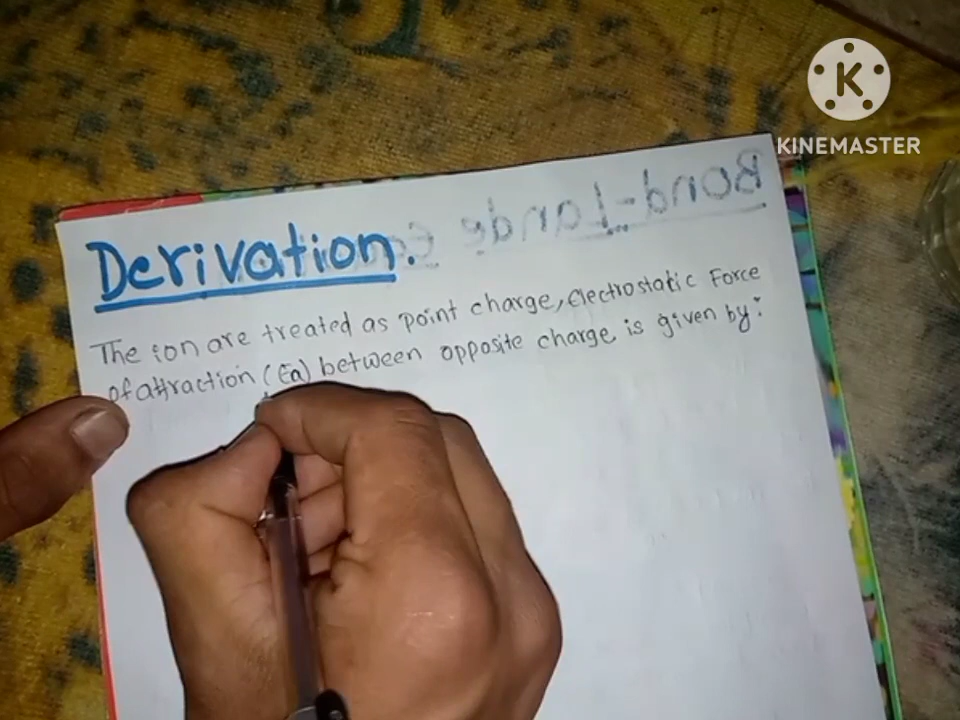 KINEMASTER
Derivation.
The ion are treated as point charge, electrostatic Force
of attraction (Ea) between opposite charge is given by: